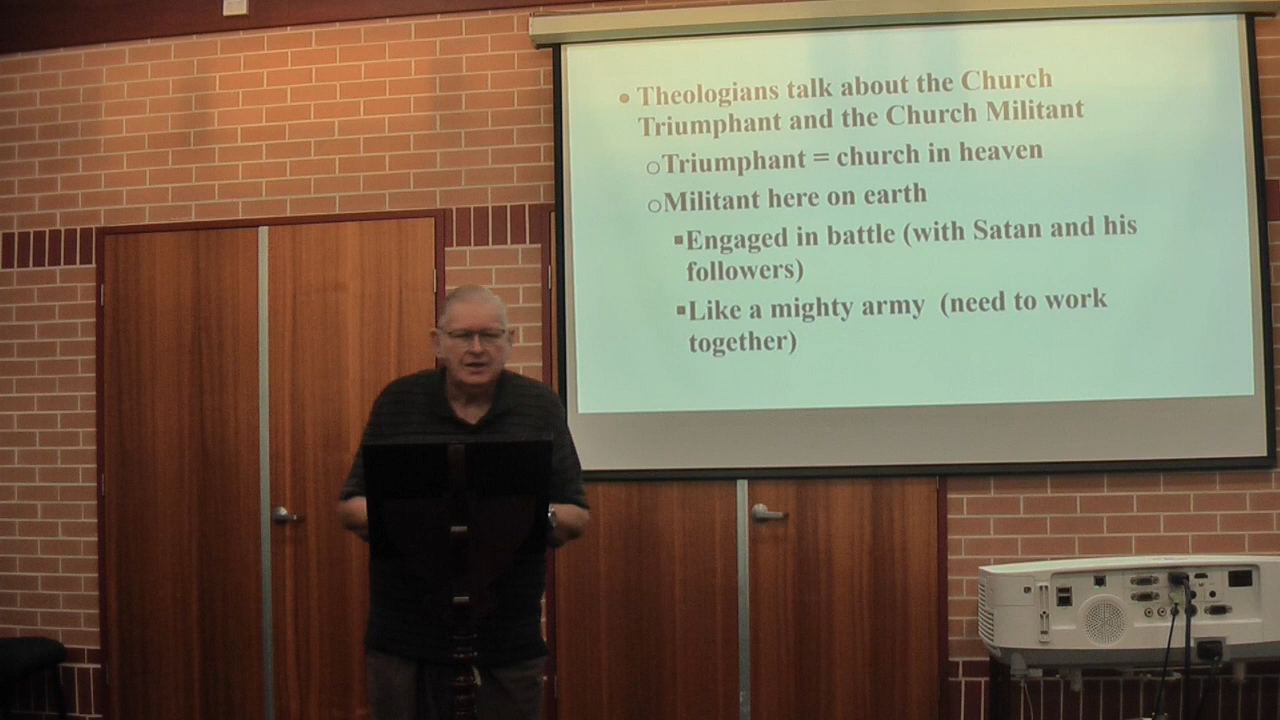 • Theologians talk about the Church
Triumphant and the Church Militant
○Triumphant = church in heaven
○Militant here on earth
▪Engaged in battle (with Satan and his
followers)
▪Like a mighty army (need to work
together)